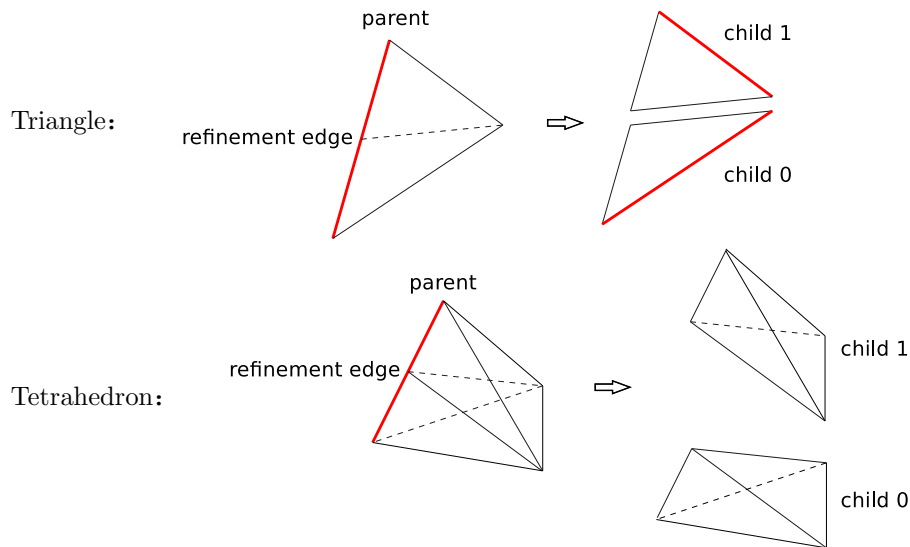 parent
child 1
Triangle:
refinement edge
child 0
parent
child 1
refinement edge
Tetrahedron:
child 0